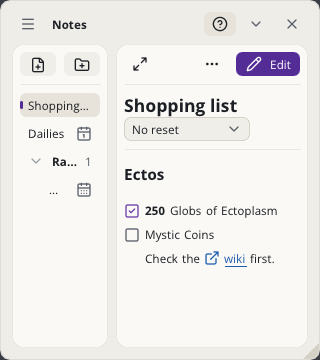 Notes
Edit
Shopping...
Shopping list
No reset
Dailies
Ra... 1
...
Ectos
250 Globs of Ectoplasm
Mystic Coins
Check the wiki first.